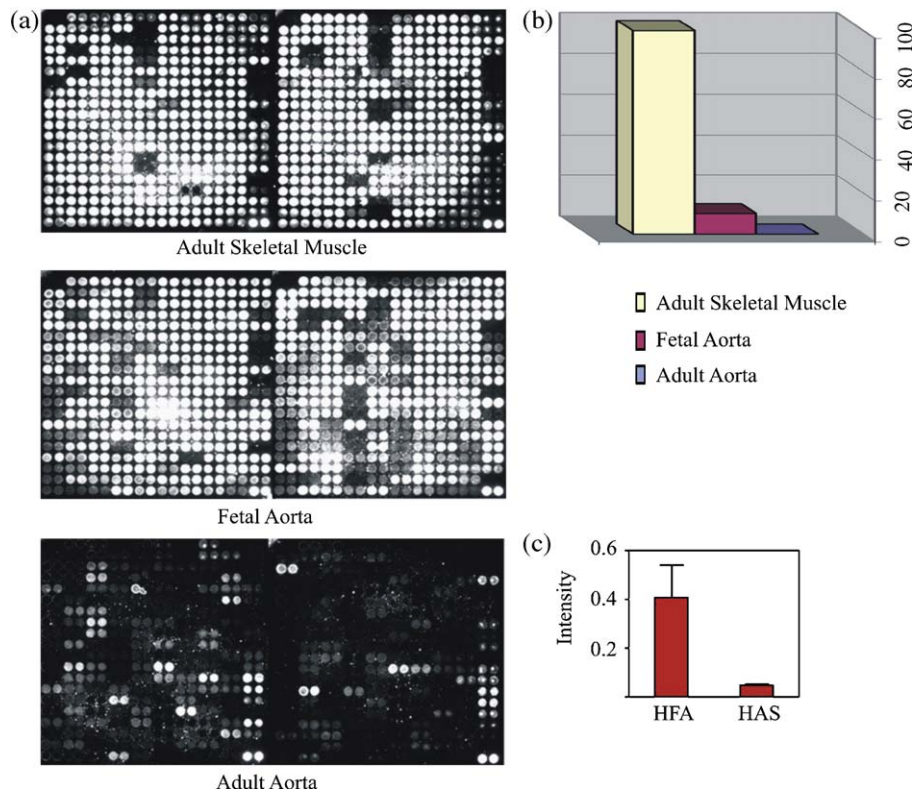 (a)
Adult Skeletal Muscle
Fetal Aorta
Adult Aorta
(b)
100
80
60
40
20
0
Adult Skeletal Muscle
Fetal Aorta
Adult Aorta
(c)
Intensity
0.6
0.4
0.2
HFA HAS